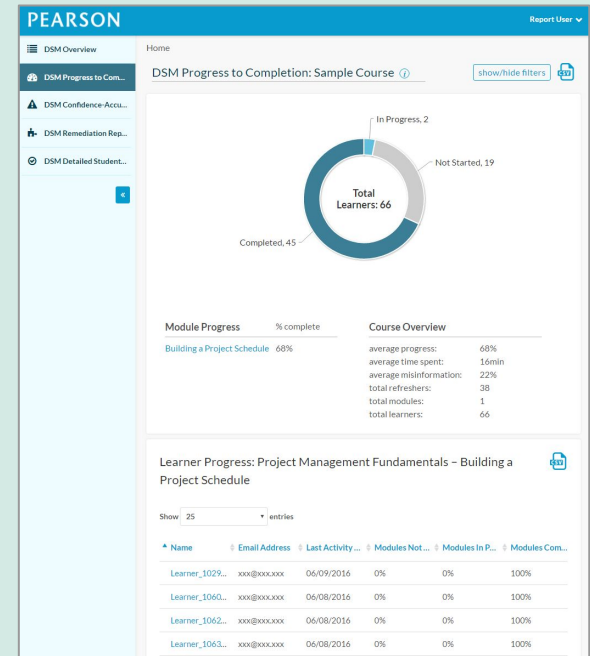 PEARSON
Report User
DSM Overview
DSM Progress to Com...
DSM Confidence-Accu...
DSM Remediation Rep...
DSM Detailed Student...
«
Home
DSM Progress to Completion: Sample Course i
show/hide filters
CSV
In Progress, 2
Not Started, 19
Total
Learners: 66
Completed, 45
Module Progress % complete
Building a Project Schedule 68%
Course Overview
average progress: 68%
average time spent: 16min
average misinformation: 22%
total refreshers: 38
total modules: 1
total learners: 66
Learner Progress: Project Management Fundamentals – Building a
Project Schedule
CSV
Show 25 entries
Name Email Address Last Activity ... Modules Not ... Modules In P... Modules Com...
Learner_1029... xxx@xxx.xxx 06/09/2016 0% 0% 100%
Learner_1060... xxx@xxx.xxx 06/08/2016 0% 0% 100%
Learner_1062... xxx@xxx.xxx 06/08/2016 0% 0% 100%
Learner_1063... xxx@xxx.xxx 06/08/2016 0% 0% 100%